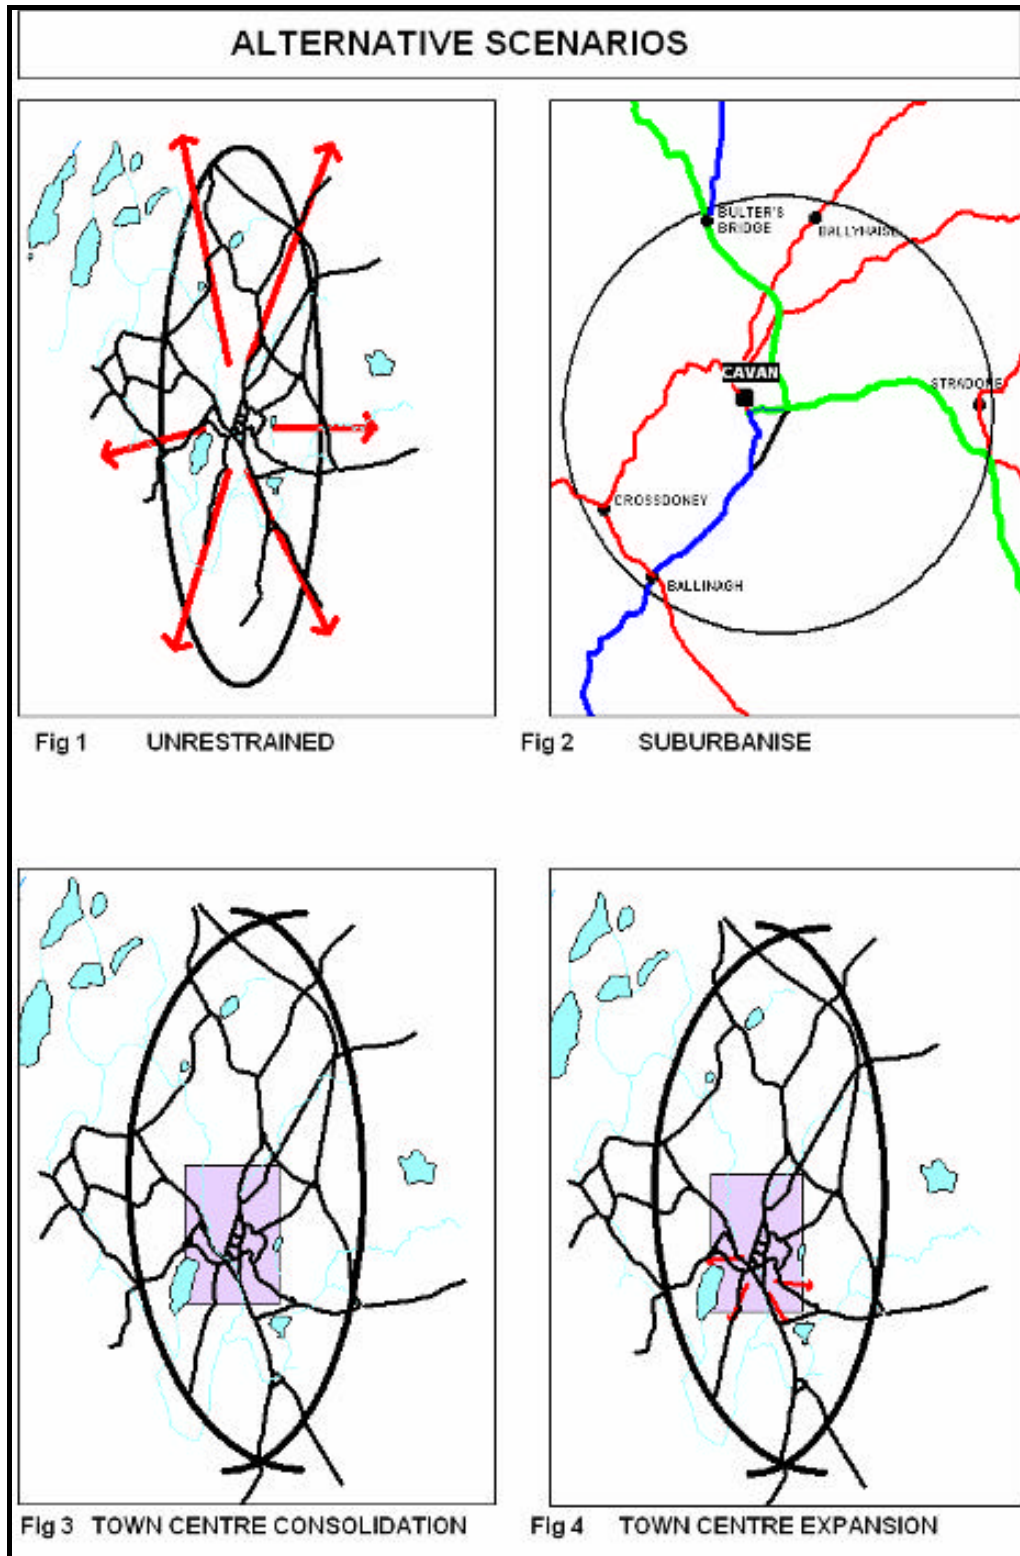 ALTERNATIVE SCENARIOS
BULTER'S
BRIDGE
BALLYHAISE
CAVAN
STRADONE
CROSSDONEY
BALLINAGH
Fig 1 UNRESTRAINED
Fig 2 SUBURBANISE
Fig 3 TOWN CENTRE CONSOLIDATION
Fig 4 TOWN CENTRE EXPANSION